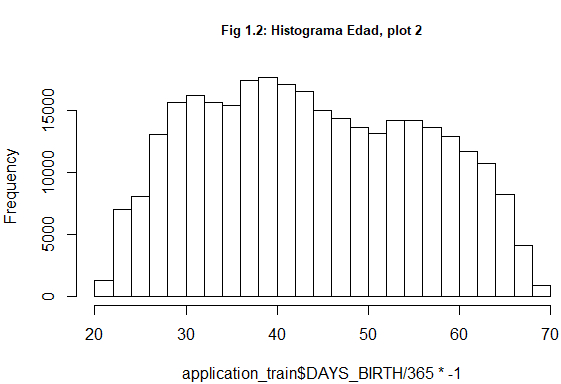 Fig 1.2: Histograma Edad, plot 2
Frequency
15000
10000
5000
0
20 30 40 50 60 70
application_train$DAYS_BIRTH/365 * -1